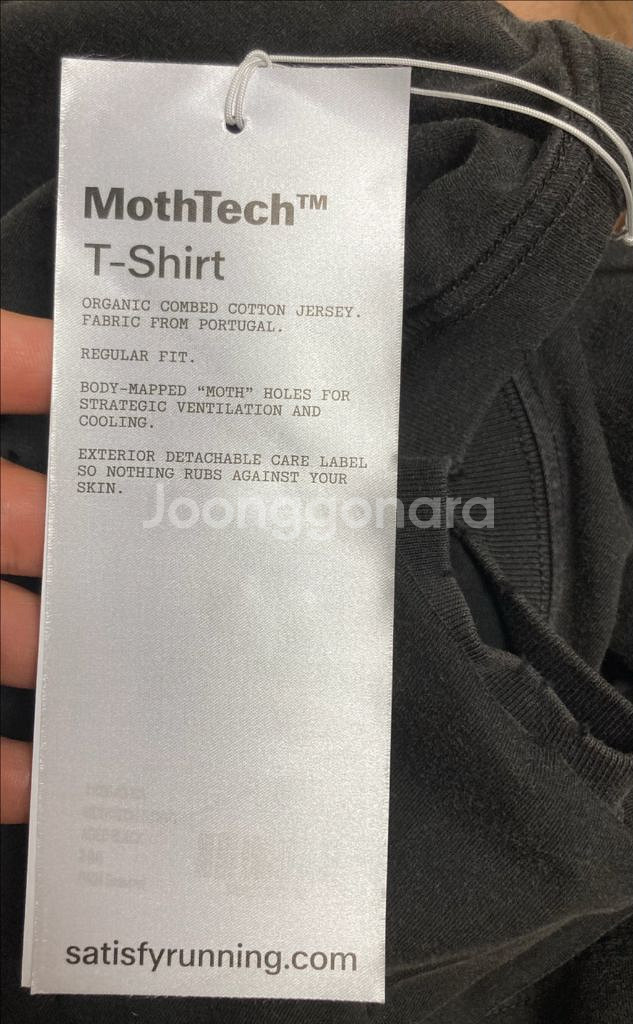 MothTech™
T-Shirt
ORGANIC COMBED COTTON JERSEY.
FABRIC FROM PORTUGAL.
REGULAR FIT.
BODY-MAPPED “MOTH” HOLES FOR
STRATEGIC VENTILATION AND
COOLING.
EXTERIOR DETACHABLE CARE LABEL
SO NOTHING RUBS AGAINST YOUR
SKIN.
Joonggonara
satisfyrunning.com